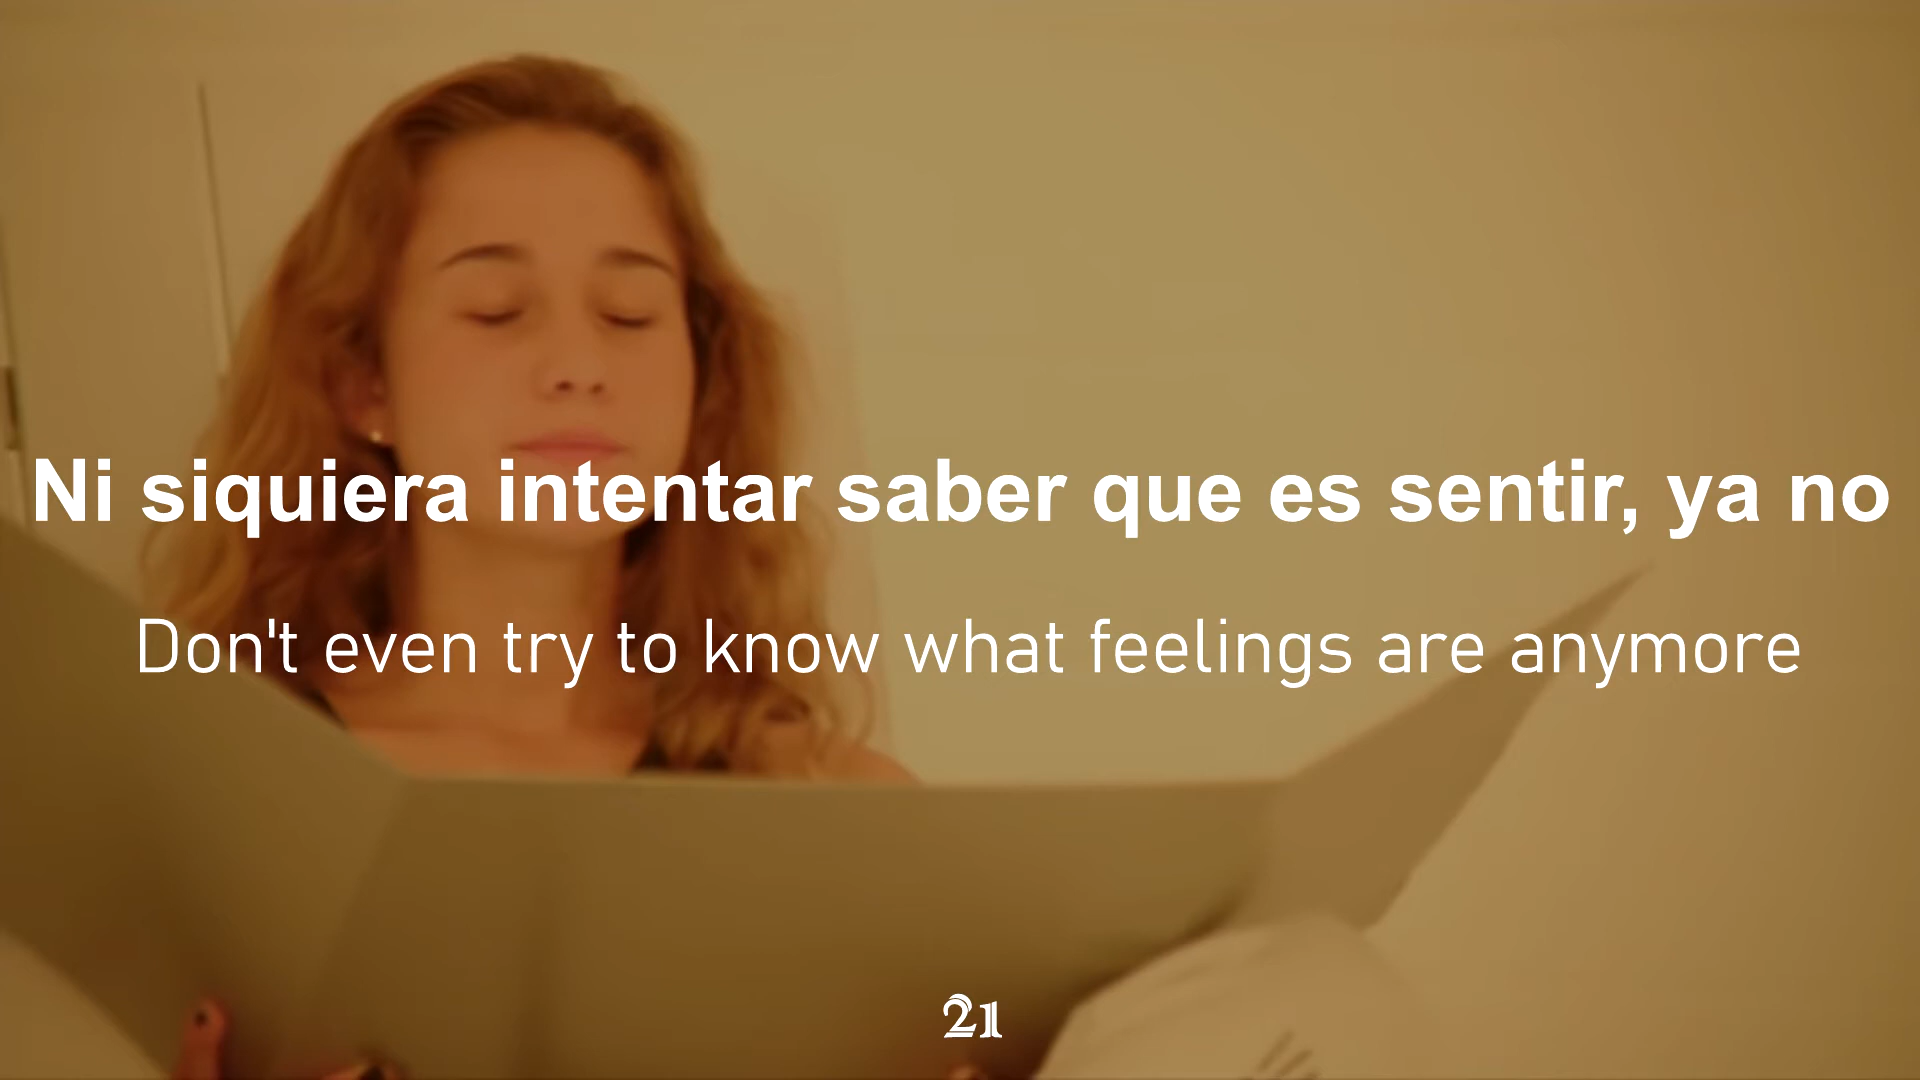 Ni siquiera intentar saber que es sentir, ya no
Don't even try to know what feelings are anymore
21